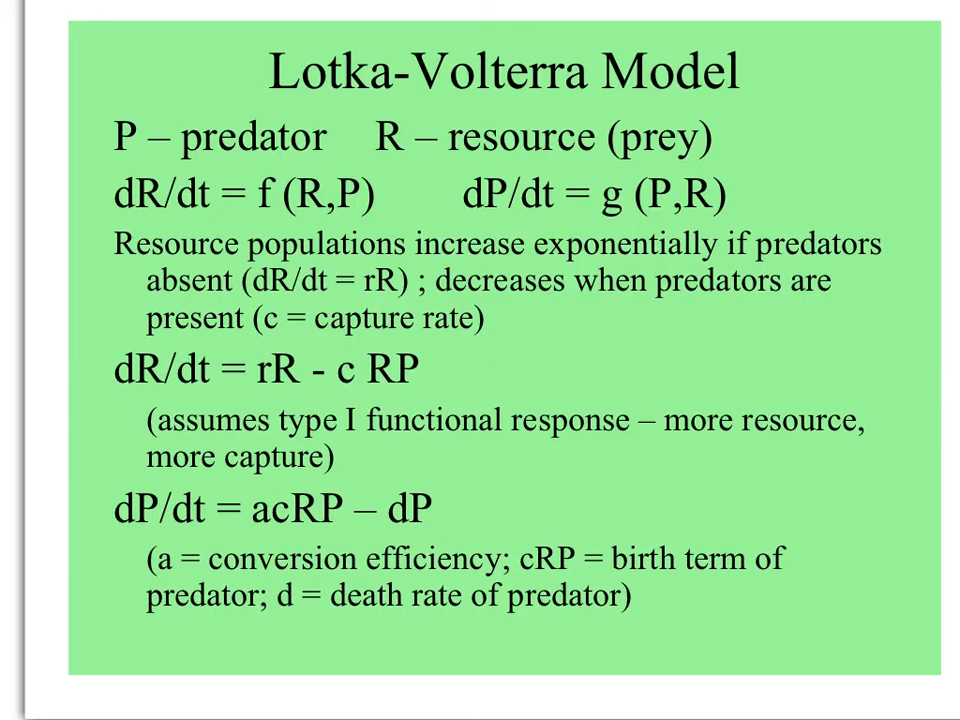 Lotka-Volterra Model
P – predator R – resource (prey)
dR/dt = f (R,P) dP/dt = g (P,R)
Resource populations increase exponentially if predators
absent (dR/dt = rR) ; decreases when predators are
present (c = capture rate)
dR/dt = rR - c RP
(assumes type I functional response – more resource,
more capture)
dP/dt = acRP – dP
(a = conversion efficiency; cRP = birth term of
predator; d = death rate of predator)